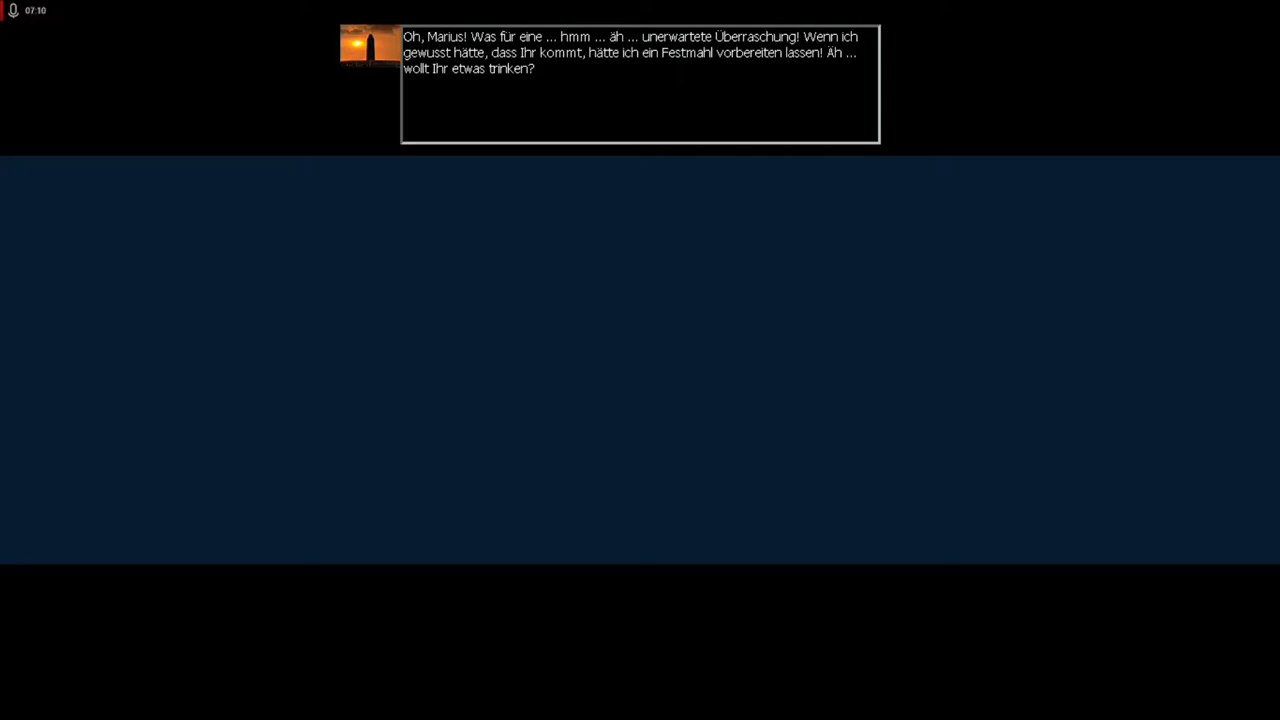 07:10
Oh, Marius! Was für eine ... hmm ... äh ... unerwartete Überraschung! Wenn ich
gewusst hätte, dass Ihr kommt, hätte ich ein Festmahl vorbereiten lassen! Äh ...
wollt Ihr etwas trinken?